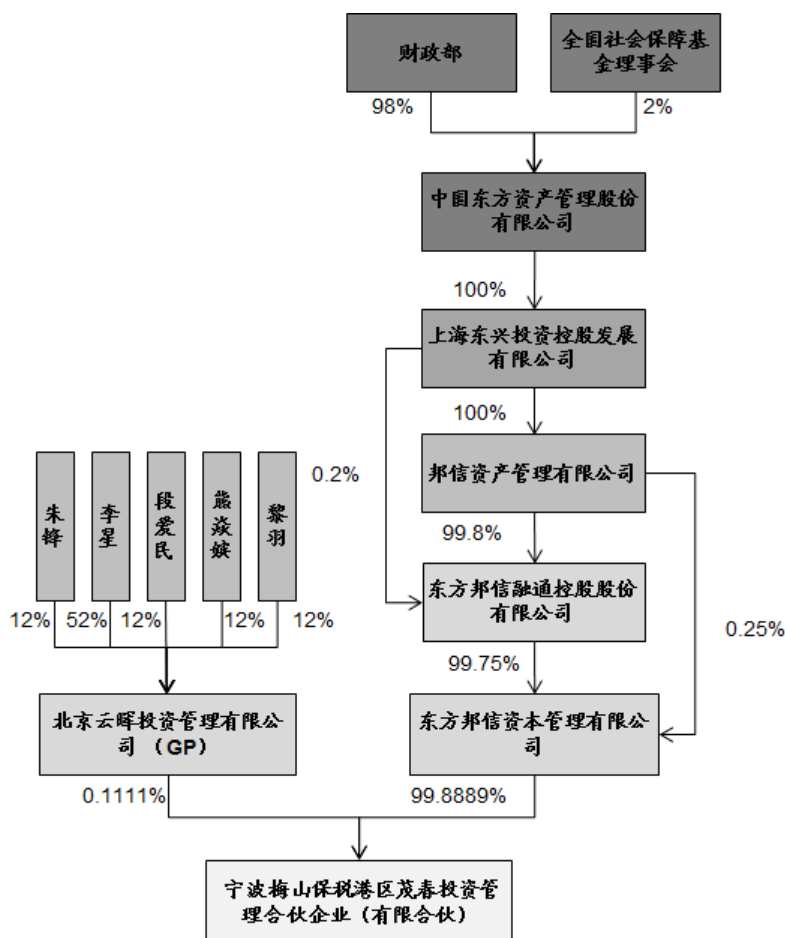 财政部
全国社会保障基
金理事会
98%
2%
中国东方资产管理股份
有限公司
100%
上海东兴投资控股发展
有限公司
100%
邦信资产管理有限公司
0.2%
99.8%
东方邦信融通控股股份
有限公司
0.25%
99.75%
东方邦信资本管理有限公
司
朱锋
李星
段爱民
熊焱嫔
黎羽
12%
52%
12%
12%
12%
北京云晖投资管理有限公
司（GP）
0.1111%
99.8889%
宁波梅山保税港区茂春投资管
理合伙企业（有限合伙）